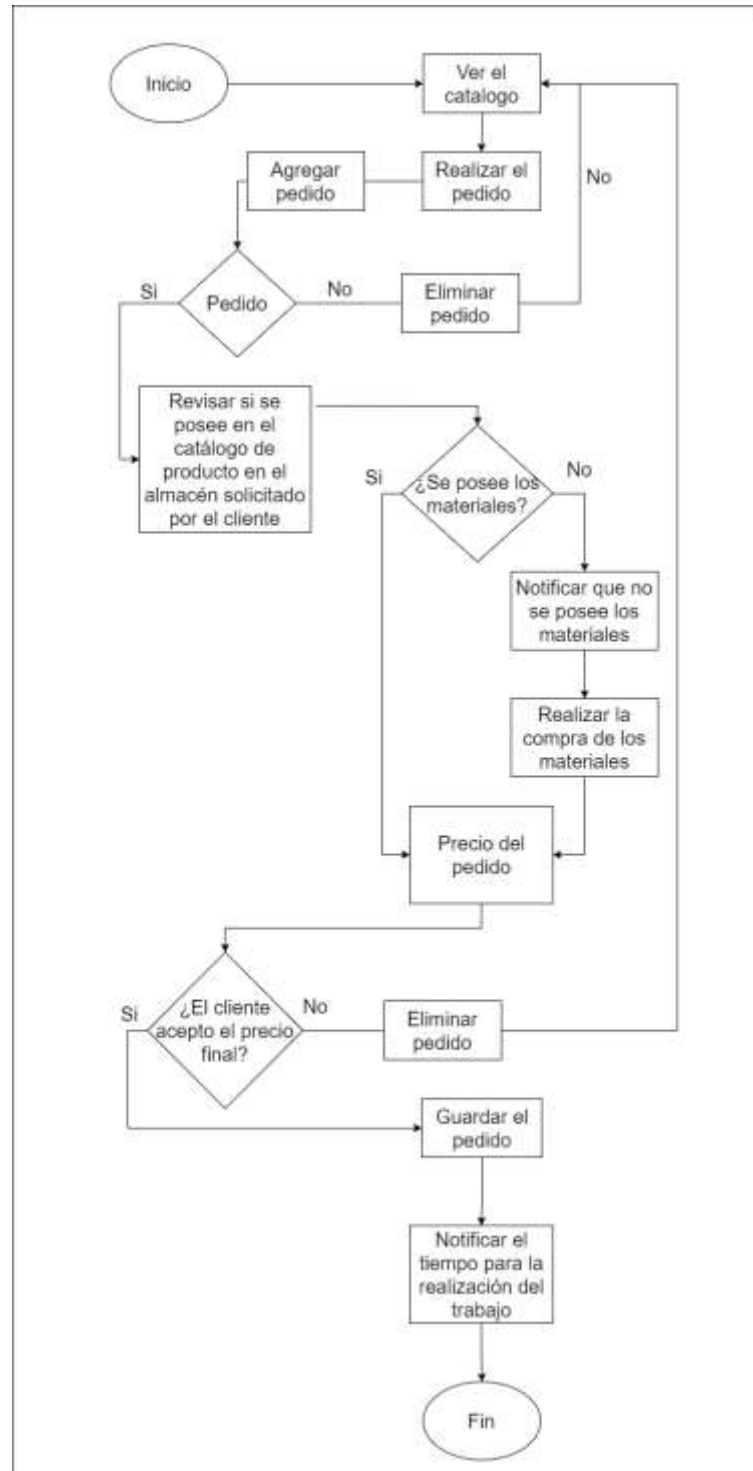 Inicio
Ver el
catalogo
Agregar
pedido
Realizar el
pedido
No
Si
Pedido
No
Eliminar
pedido
Revisar si se
posee en el
catálogo de
producto en el
almacén solicitado
por el cliente
Si
¿Se posee los
materiales?
No
Notificar que no
se posee los
materiales
Realizar la
compra de los
materiales
Precio del
pedido
Si
¿El cliente
acepto el precio
final?
No
Eliminar
pedido
Guardar el
pedido
Notificar el
tiempo para la
realización del
trabajo
Fin